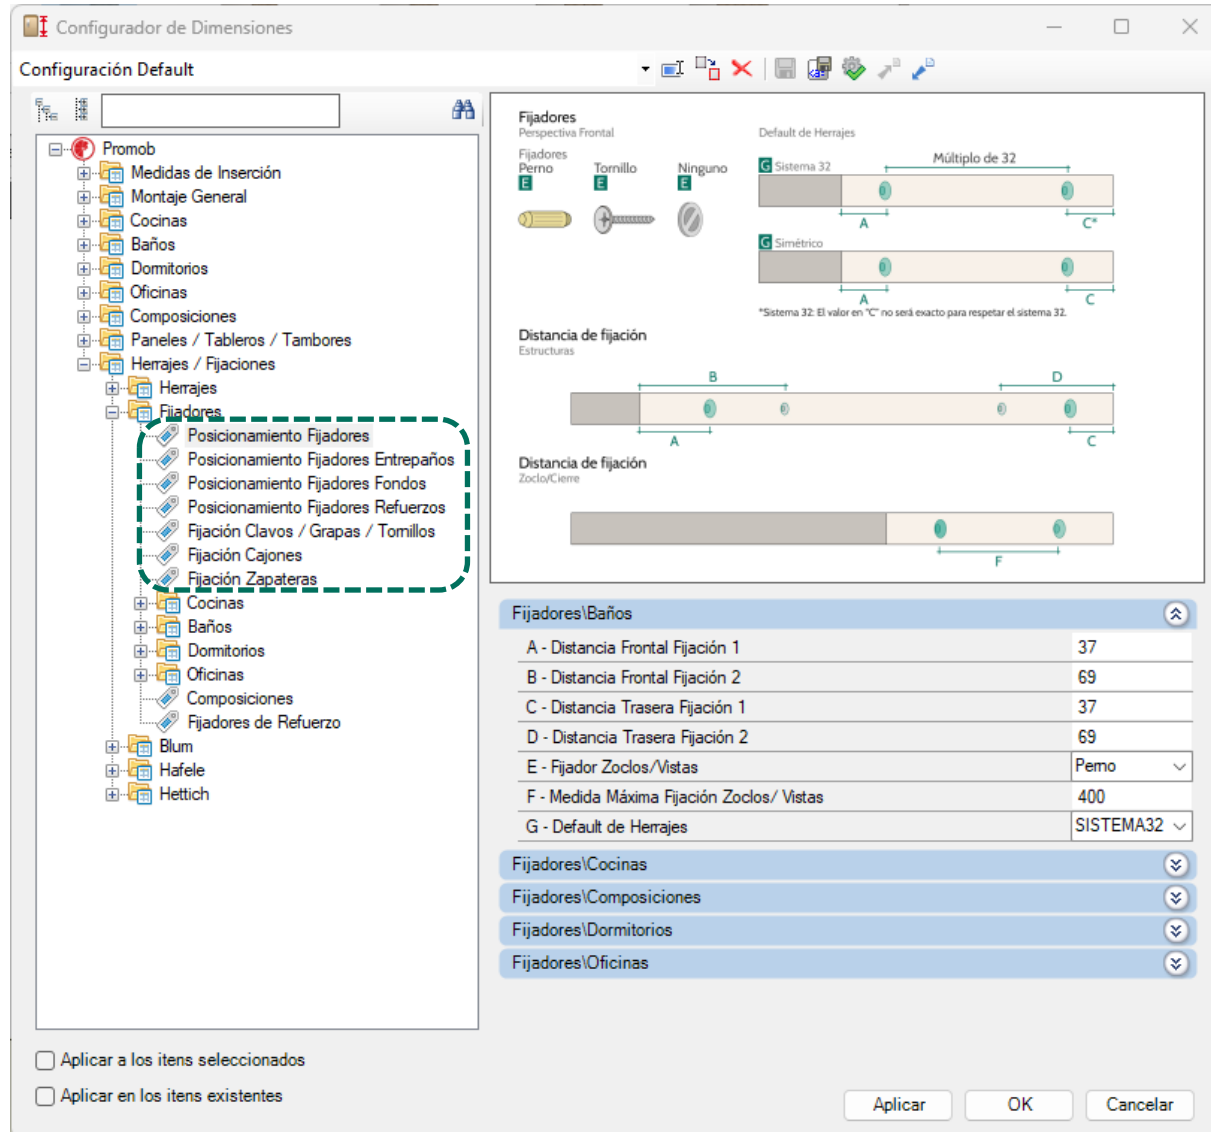 Configurador de Dimensiones
Configuración Default
Promob
Medidas de Inserción
Montaje General
Cocinas
Baños
Dormitorios
Oficinas
Composiciones
Paneles / Tableros / Tambores
Herrajes / Fijaciones
Herrajes
Fijadores
Posicionamiento Fijadores
Posicionamiento Fijadores Entrepaños
Posicionamiento Fijadores Fondos
Posicionamiento Fijadores Refuerzos
Fijación Clavos / Grapas / Tornillos
Fijación Cajones
Fijación Zapateras
Cocinas
Baños
Dormitorios
Oficinas
Composiciones
Fijadores de Refuerzo
Blum
Hafele
Hettich
Fijadores
Perspectiva Frontal
Fijadores
Perno Tornillo Ninguno
E E E
Default de Herrajes
G Sistema 32
Múltiplo de 32
A C*
G Simétrico
A C
*Sistema 32: El valor en "C" no será exacto para respetar el sistema 32.
Distancia de fijación
Estructuras
B D
A C
Distancia de fijación
Zoclo/Cierre
F
Fijadores\Baños
A - Distancia Frontal Fijación 1 37
B - Distancia Frontal Fijación 2 69
C - Distancia Trasera Fijación 1 37
D - Distancia Trasera Fijación 2 69
E - Fijador Zoclos/Vistas Perno
F - Medida Máxima Fijación Zoclos/ Vistas 400
G - Default de Herrajes SISTEMA32
Fijadores\Cocinas
Fijadores\Composiciones
Fijadores\Dormitorios
Fijadores\Oficinas
Aplicar a los itens seleccionados
Aplicar en los itens existentes
Aplicar OK Cancelar